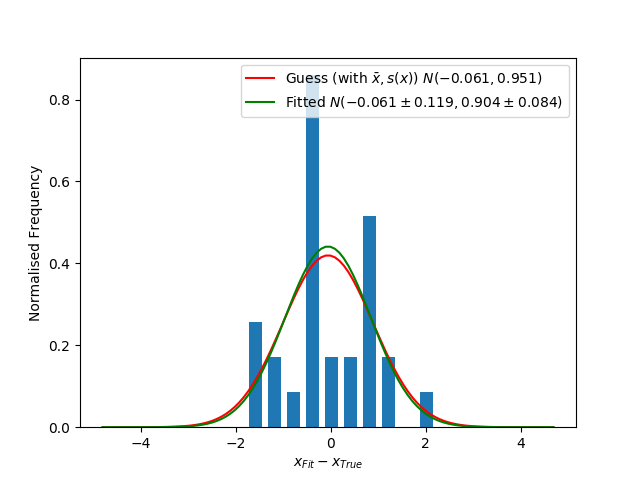 Guess (with x̄, s(x)) N(−0.061, 0.951)
Fitted N(−0.061 ± 0.119, 0.904 ± 0.084)
Normalised Frequency
0.8
0.6
0.4
0.2
0.0
−4 −2 0 2 4
x_Fit − x_True